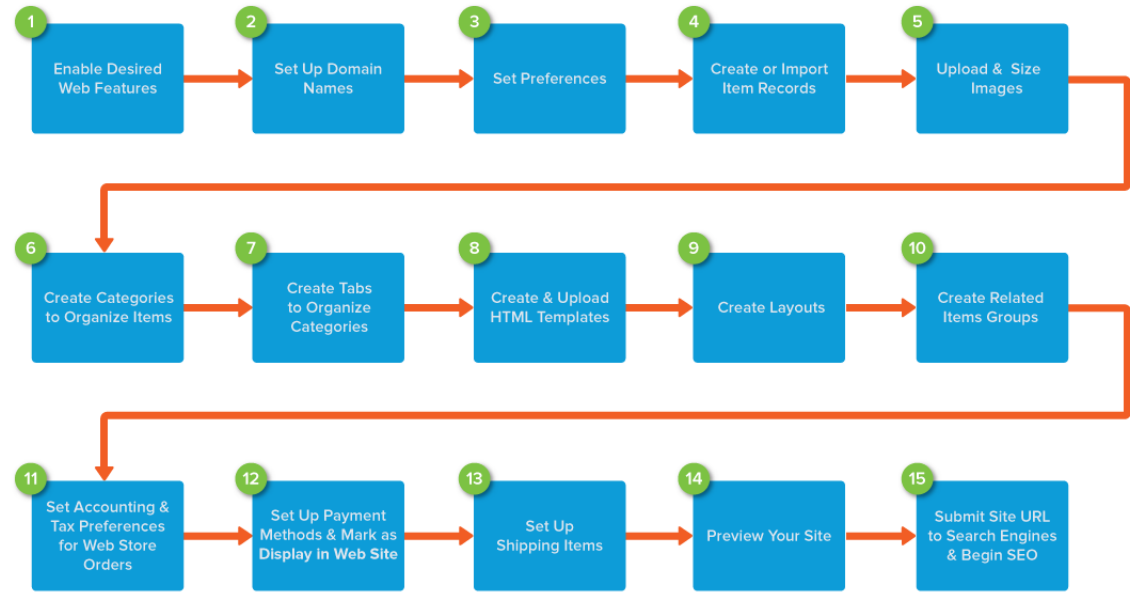 1
Enable Desired
Web Features
2
Set Up Domain
Names
3
Set Preferences
4
Create or Import
Item Records
5
Upload & Size
Images
6
Create Categories
to Organize Items
7
Create Tabs
to Organize
Categories
8
Create & Upload
HTML Templates
9
Create Layouts
10
Create Related
Items Groups
11
Set Accounting &
Tax Preferences
for Web Store
Orders
12
Set Up Payment
Methods & Mark as
Display in Web Site
13
Set Up
Shipping Items
14
Preview Your Site
15
Submit Site URL
to Search Engines
& Begin SEO